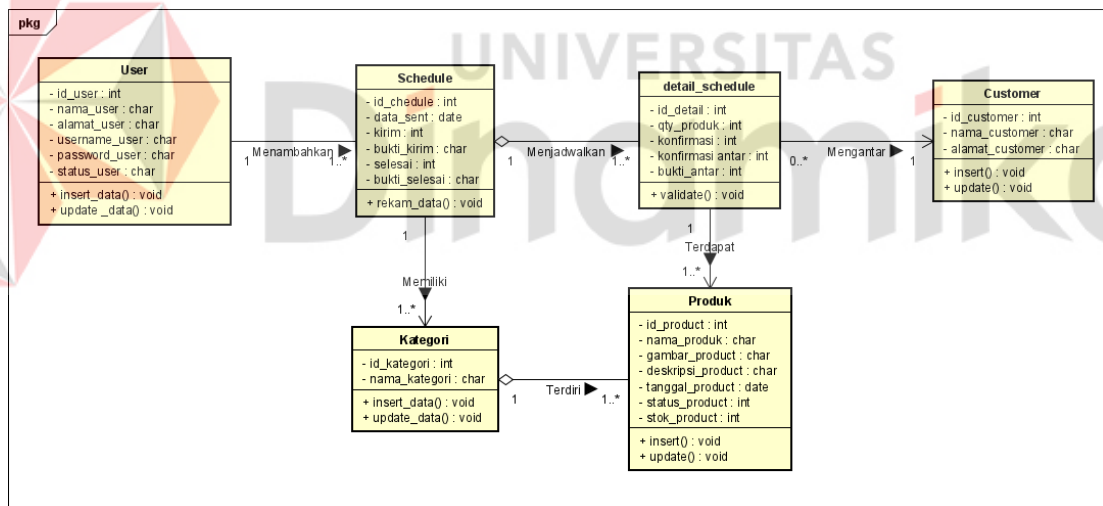 pkg
UNIVERSITAS
Dinamika
User
- id_user : int
- nama_user : char
- alamat_user : char
- username_user : char
- password_user : char
- status_user : char
+ insert_data() : void
+ update _data() : void
1
Menambahkan
1..*
Schedule
- id_chedule : int
- data_sent : date
- kirim : int
- bukti_kirim : char
- selesai : int
- bukti_selesai : char
+ rekam_data() : void
1
Menjadwalkan
1..*
detail_schedule
- id_detail : int
- qty_produk : int
- konfirmasi : int
- konfirmasi antar : int
- bukti_antar : int
+ validate() : void
0..*
Mengantar
1
Customer
- id_customer : int
- nama_customer : char
- alamat_customer : char
+ insert() : void
+ update() : void
1
Memiliki
1..*
1
Terdapat
1..*
Kategori
- id_kategori : int
- nama_kategori : char
+ insert_data() : void
+ update_data() : void
1
Terdiri
1..*
Produk
- id_product : int
- nama_produk : char
- gambar_product : char
- deskripsi_product : char
- tanggal_product : date
- status_product : int
- stok_product : int
+ insert() : void
+ update() : void